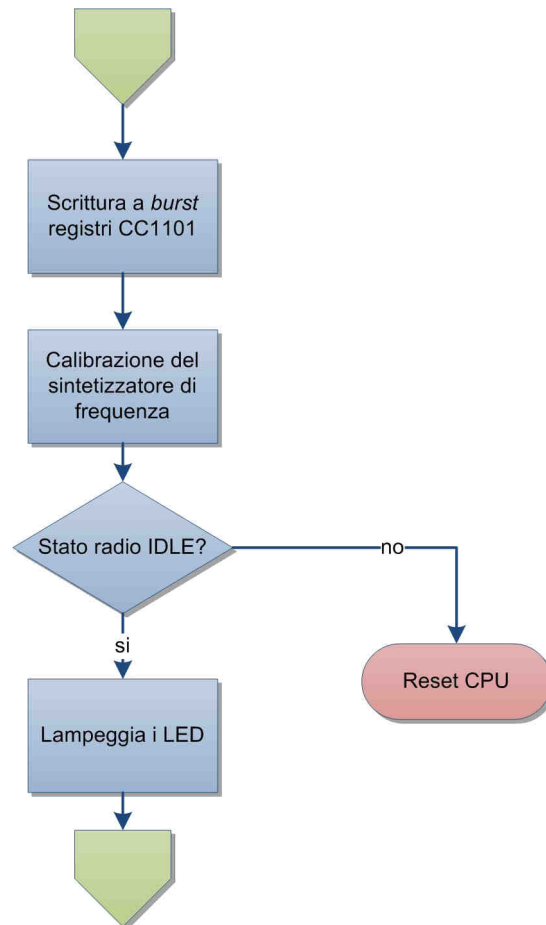 Scrittura a burst
registri CC1101
Calibrazione del
sintetizzatore di
frequenza
Stato radio IDLE?
no
si
Reset CPU
Lampeggia i LED